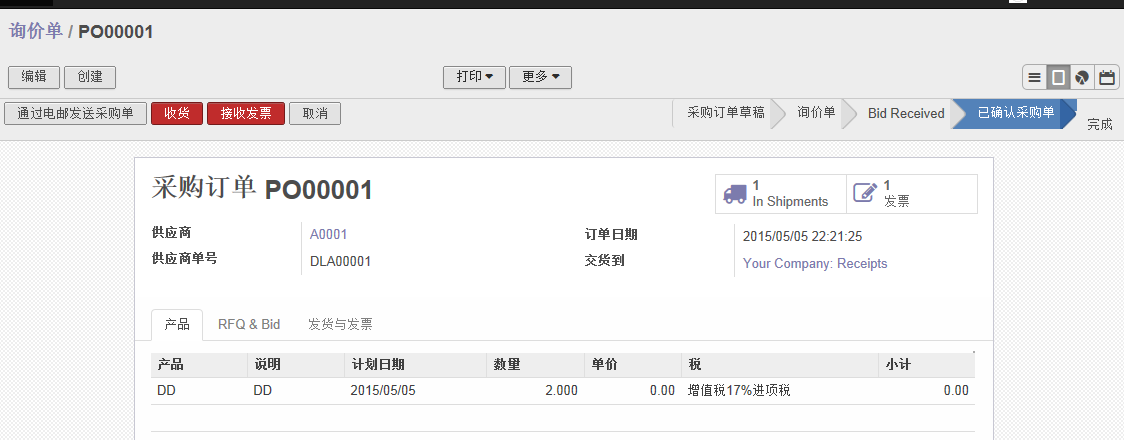 询价单 / PO00001
编辑 创建 打印 更多
通过电邮发送采购单 收货 接收发票 取消 采购订单草稿 询价单 Bid Received 已确认采购单 完成
采购订单 PO00001
1 In Shipments 1 发票
供应商 A0001 订单日期 2015/05/05 22:21:25
供应商单号 DLA00001 交货到 Your Company: Receipts
产品 RFQ & Bid 发货与发票
产品 说明 计划日期 数量 单价 税 小计
DD DD 2015/05/05 2.000 0.00 增值税17%进项税 0.00